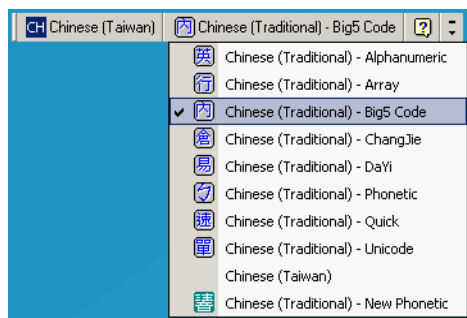 CH Chinese (Taiwan) 內 Chinese (Traditional) - Big5 Code ?
英 Chinese (Traditional) - Alphanumeric
行 Chinese (Traditional) - Array
內 Chinese (Traditional) - Big5 Code
倉 Chinese (Traditional) - ChangJie
易 Chinese (Traditional) - DaYi
ㄅ Chinese (Traditional) - Phonetic
速 Chinese (Traditional) - Quick
單 Chinese (Traditional) - Unicode
Chinese (Taiwan)
Chinese (Traditional) - New Phonetic